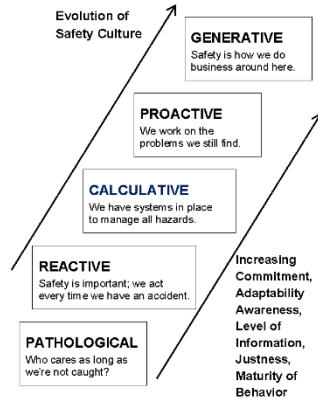 Evolution of
Safety Culture
GENERATIVE
Safety is how we do
business around here.
PROACTIVE
We work on the
problems we still find.
CALCULATIVE
We have systems in place
to manage all hazards.
REACTIVE
Safety is important; we act
every time we have an accident.
PATHOLOGICAL
Who cares as long as
we're not caught?
Increasing
Commitment,
Adaptability
Awareness,
Level of
Information,
Justness,
Maturity of
Behavior